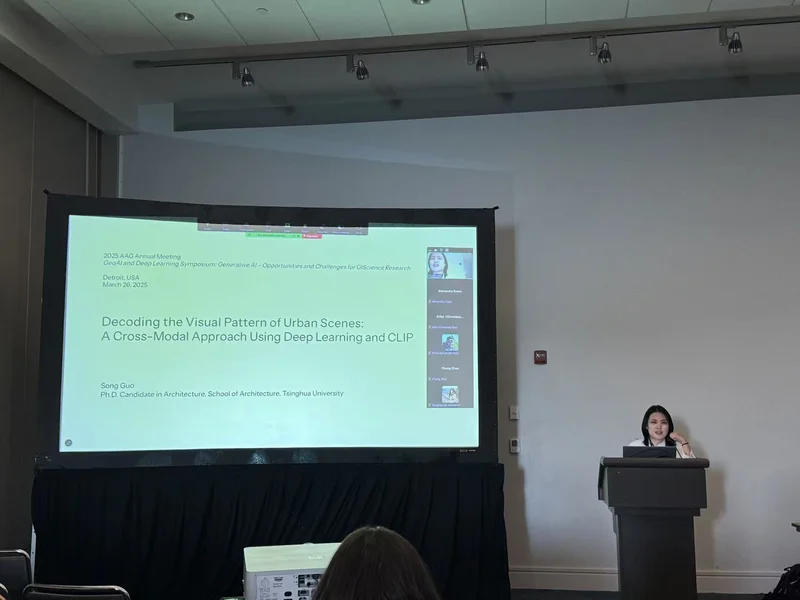 2025 AAG Annual Meeting
GeoAI and Deep Learning Symposium: Generative AI - Opportunities and Challenges for GIScience Research
Detroit, USA
March 26, 2025
Decoding the Visual Pattern of Urban Scenes:
A Cross-Modal Approach Using Deep Learning and CLIP
Song Guo
Ph.D. Candidate in Architecture, School of Architecture, Tsinghua University